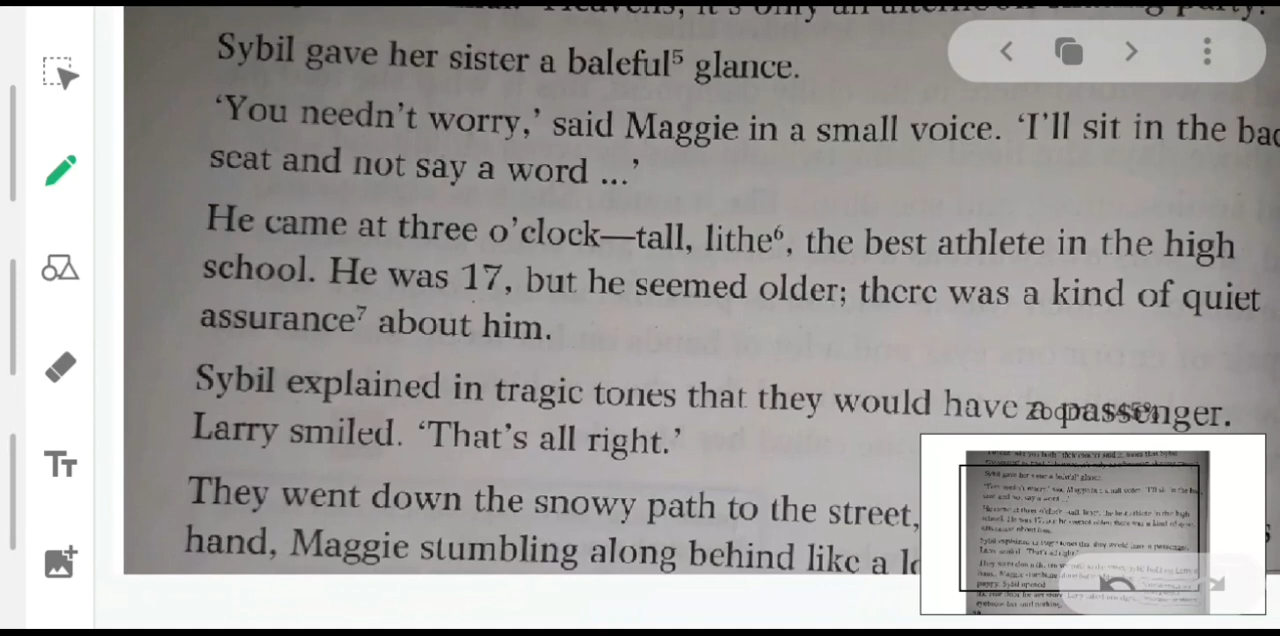 Sybil gave her sister a baleful⁵ glance.
‘You needn’t worry,’ said Maggie in a small voice. ‘I’ll sit in the
seat and not say a word ...’
He came at three o’clock—tall, lithe⁶, the best athlete in the high
school. He was 17, but he seemed older; there was a kind of quiet
assurance⁷ about him.
Sybil explained in tragic tones that they would have a passenger.
Larry smiled. ‘That’s all right.’
They went down the snowy path to the street,
hand, Maggie stumbling along behind like a
TT